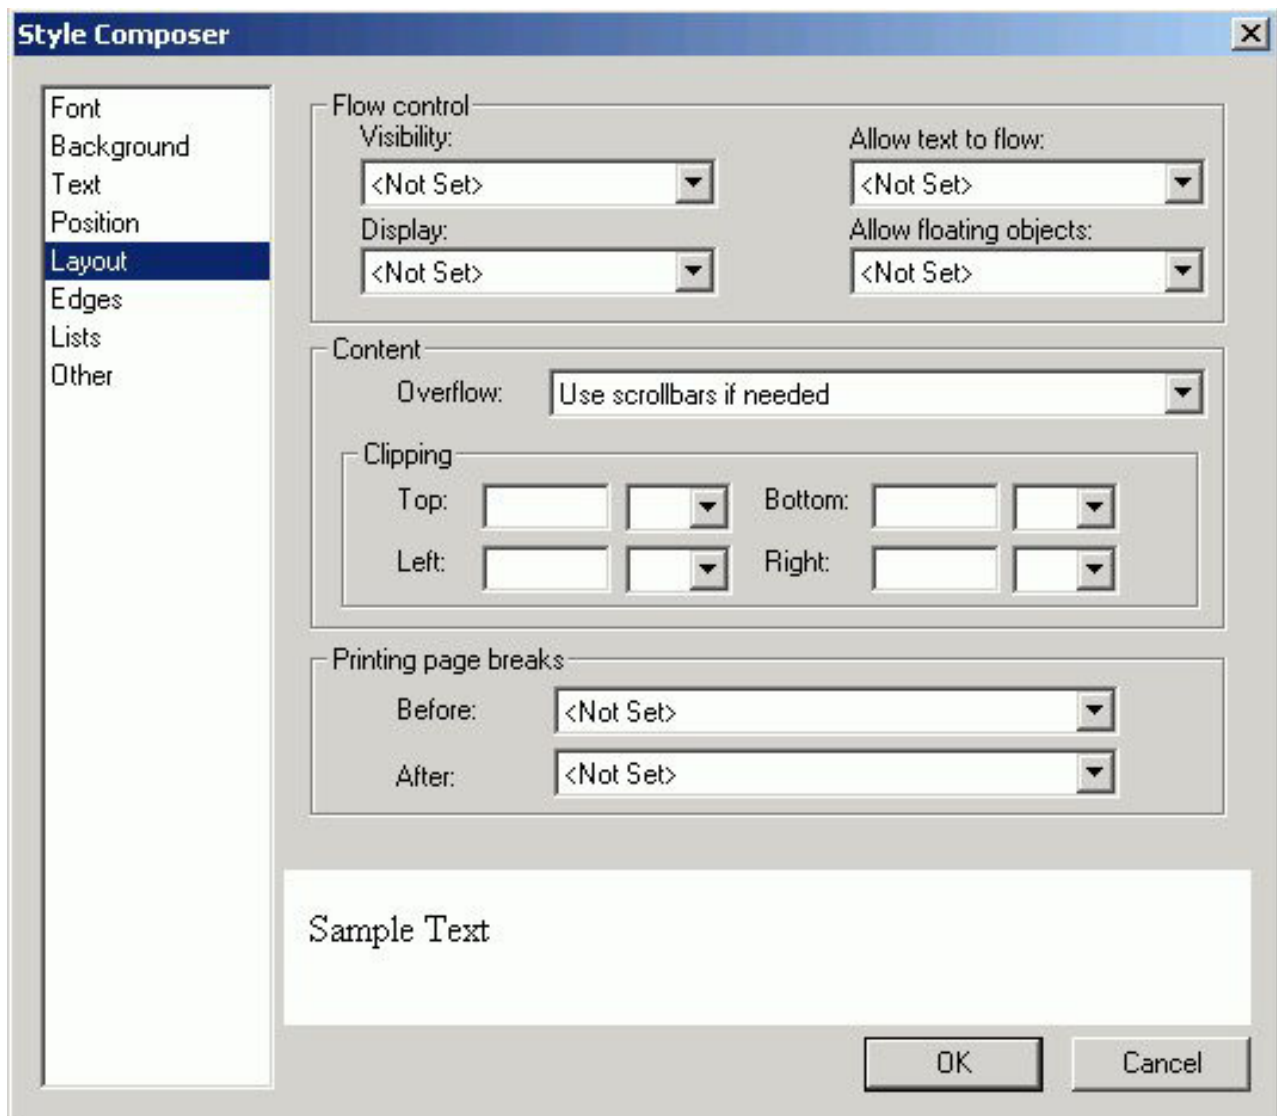 Style Composer
Font
Background
Text
Position
Layout
Edges
Lists
Other
Flow control
Visibility:
Allow text to flow:
<Not Set>
<Not Set>
Display:
Allow floating objects:
<Not Set>
<Not Set>
Content
Overflow: Use scrollbars if needed
Clipping
Top: Bottom:
Left: Right:
Printing page breaks
Before: <Not Set>
After: <Not Set>
Sample Text
OK Cancel